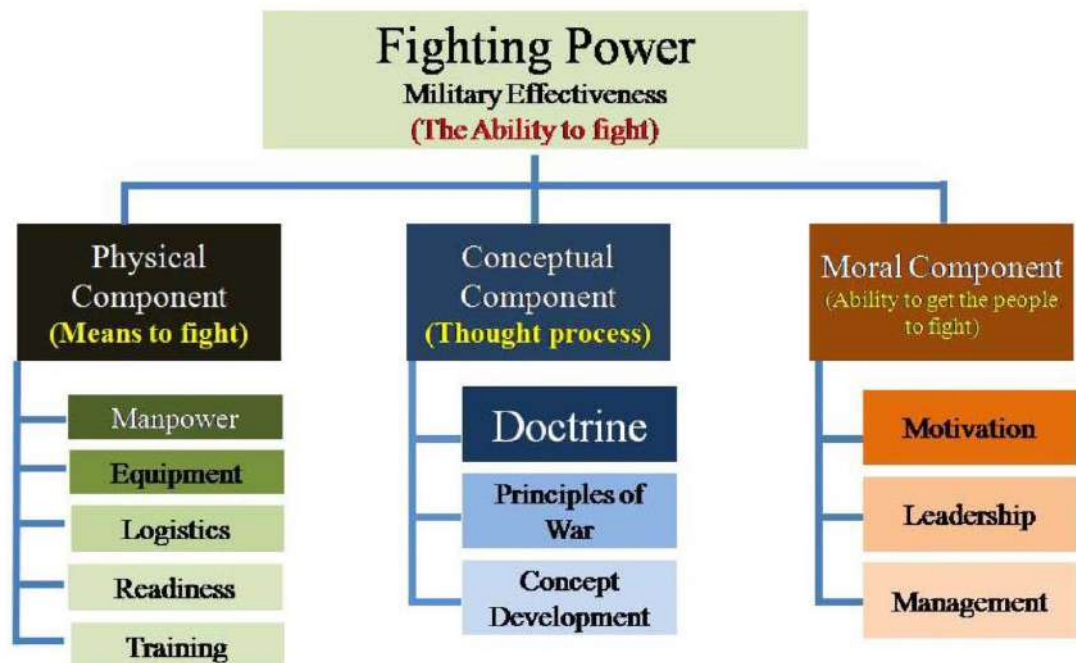 Fighting Power
Military Effectiveness
(The Ability to fight)
Physical
Component
(Means to fight)
Manpower
Equipment
Logistics
Readiness
Training
Conceptual
Component
(Thought process)
Doctrine
Principles of
War
Concept
Development
Moral Component
(Ability to get the people
to fight)
Motivation
Leadership
Management